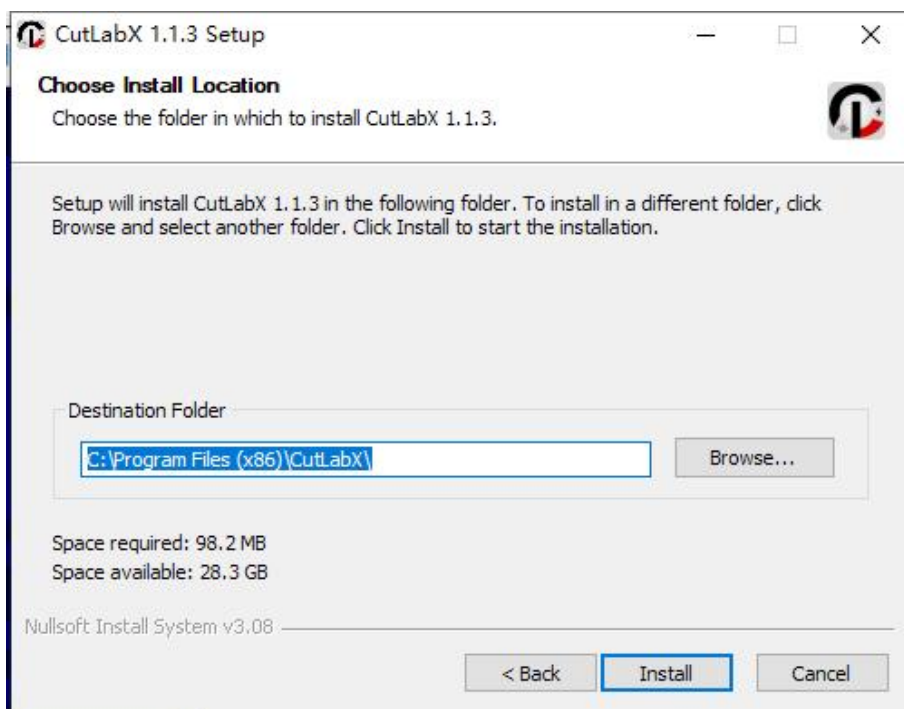 CutLabX 1.1.3 Setup
Choose Install Location
Choose the folder in which to install CutLabX 1.1.3.
Setup will install CutLabX 1.1.3 in the following folder. To install in a different folder, click
Browse and select another folder. Click Install to start the installation.
Destination Folder
C:\Program Files (x86)\CutLabX\
Browse...
Space required: 98.2 MB
Space available: 28.3 GB
Nullsoft Install System v3.08
< Back
Install
Cancel